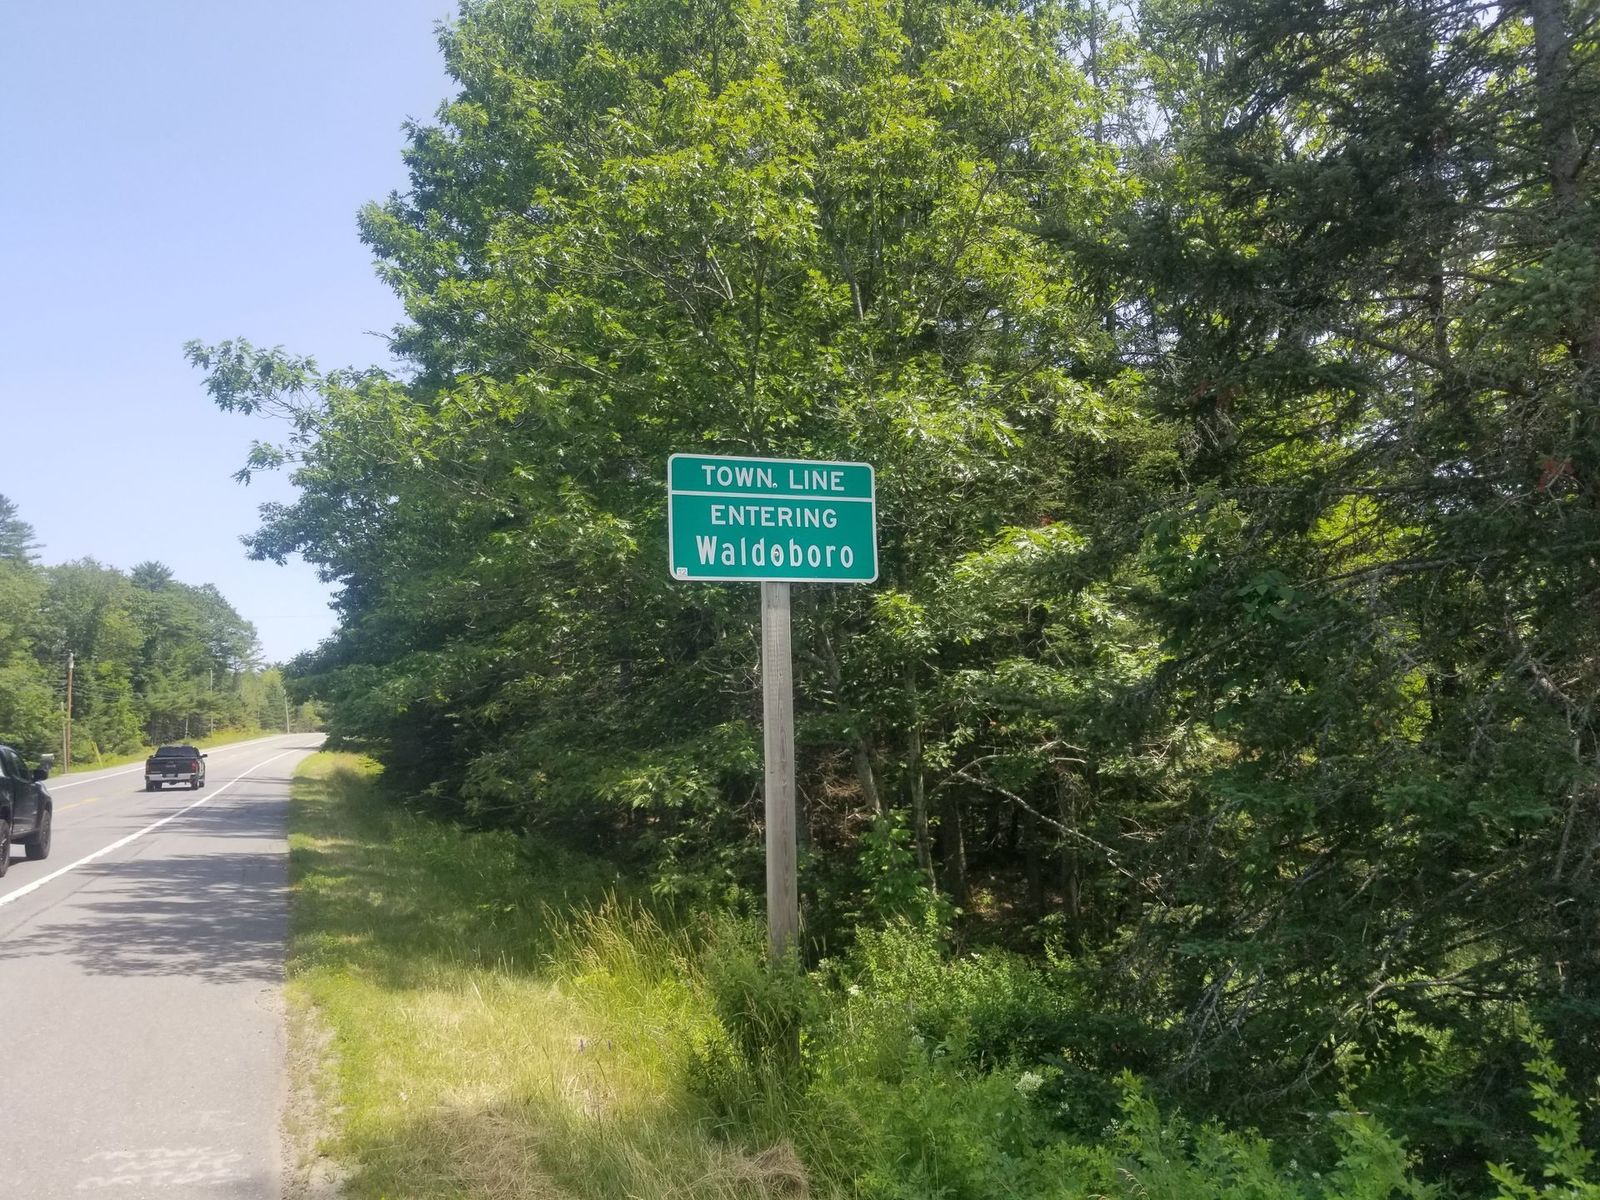 TOWN LINE
ENTERING
Waldoboro